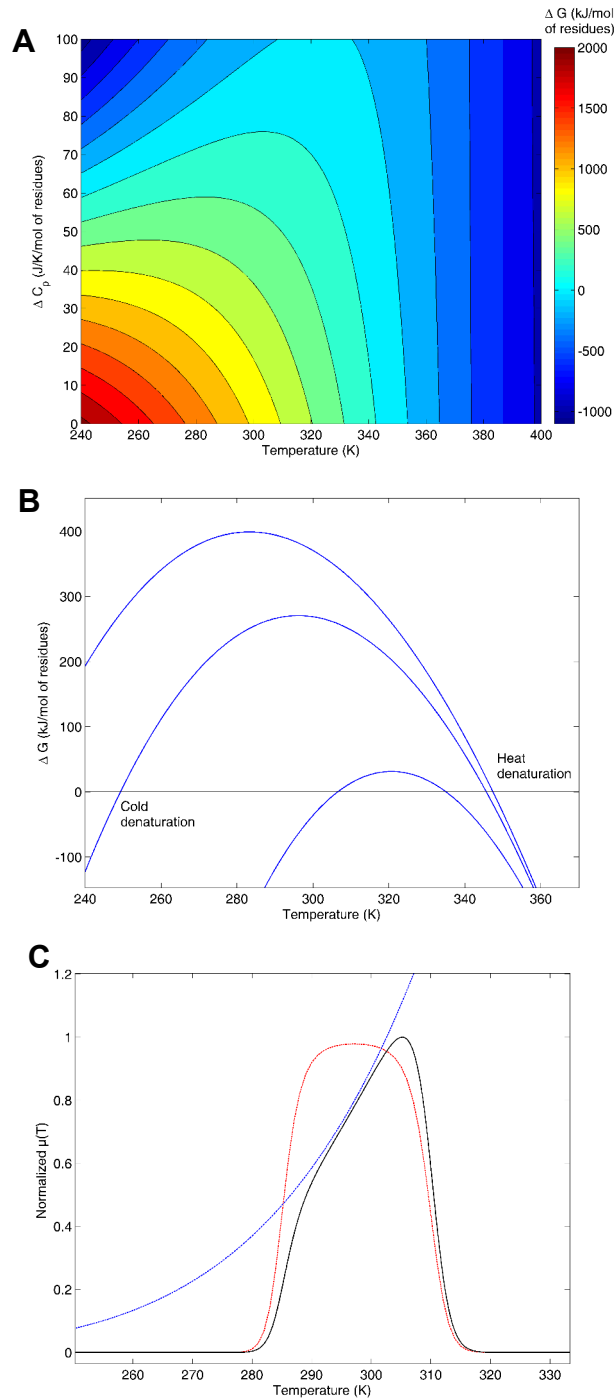 A
Δ G (kJ/mol
of residues)
2000
1500
1000
500
0
-500
-1000
100
90
80
70
60
50
40
30
20
10
0
Δ Cp (J/K/mol of residues)
240 260 280 300 320 340 360 380 400
Temperature (K)
B
400
300
200
100
0
-100
Δ G (kJ/mol of residues)
Cold
denaturation
Heat
denaturation
240 260 280 300 320 340 360
Temperature (K)
C
1.2
1
0.8
0.6
0.4
0.2
0
Normalized μ(T)
260 270 280 290 300 310 320 330
Temperature (K)